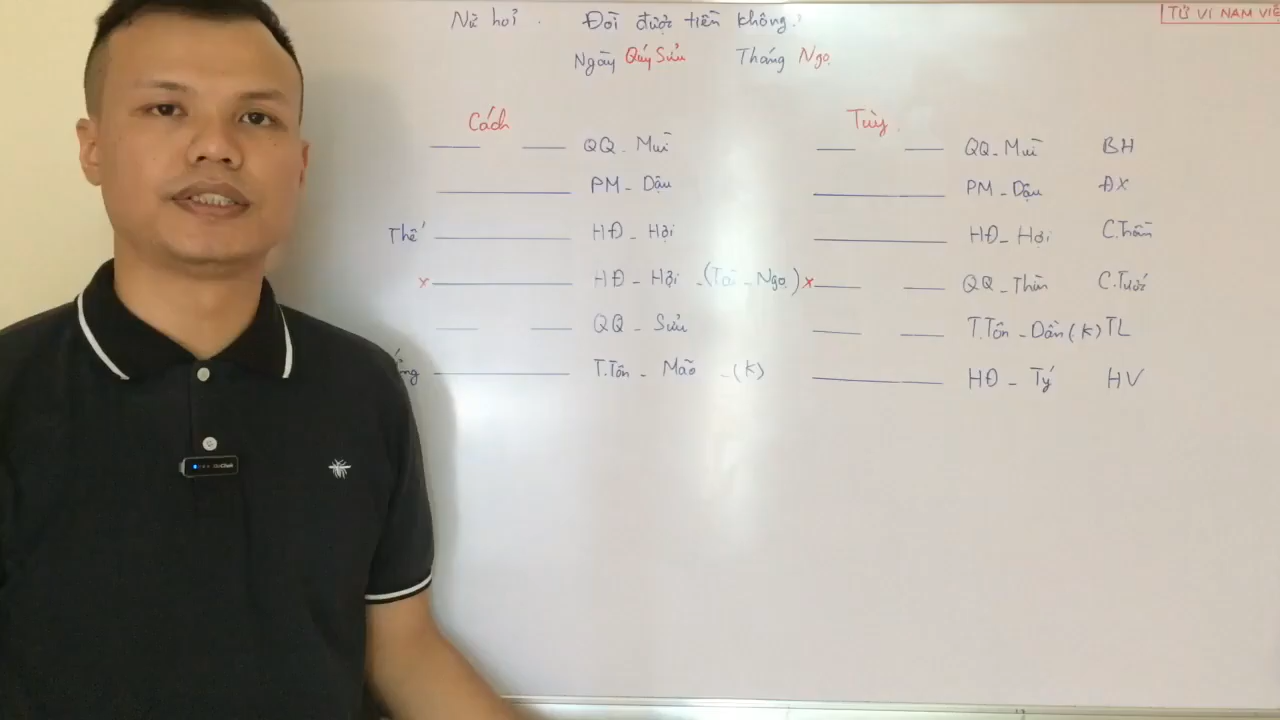 Nữ hỏi. Đòi được tiền không?
TỬ VI NAM VIỆ
Ngày Quý Sửu Tháng Ngọ
Cách
QQ - Mùi
PM - Dậu
Thế HĐ - Hợi
x HĐ - Hợi - (Tài - Ngọ)
QQ - Sửu
T.Tôn - Mão - (K)
Tùy
QQ - Mùi BH
PM - Dậu ĐX
HĐ - Hợi C.Trần
x QQ - Thìn C.Tước
T.Tôn - Dần (K) TL
HĐ - Tý HV